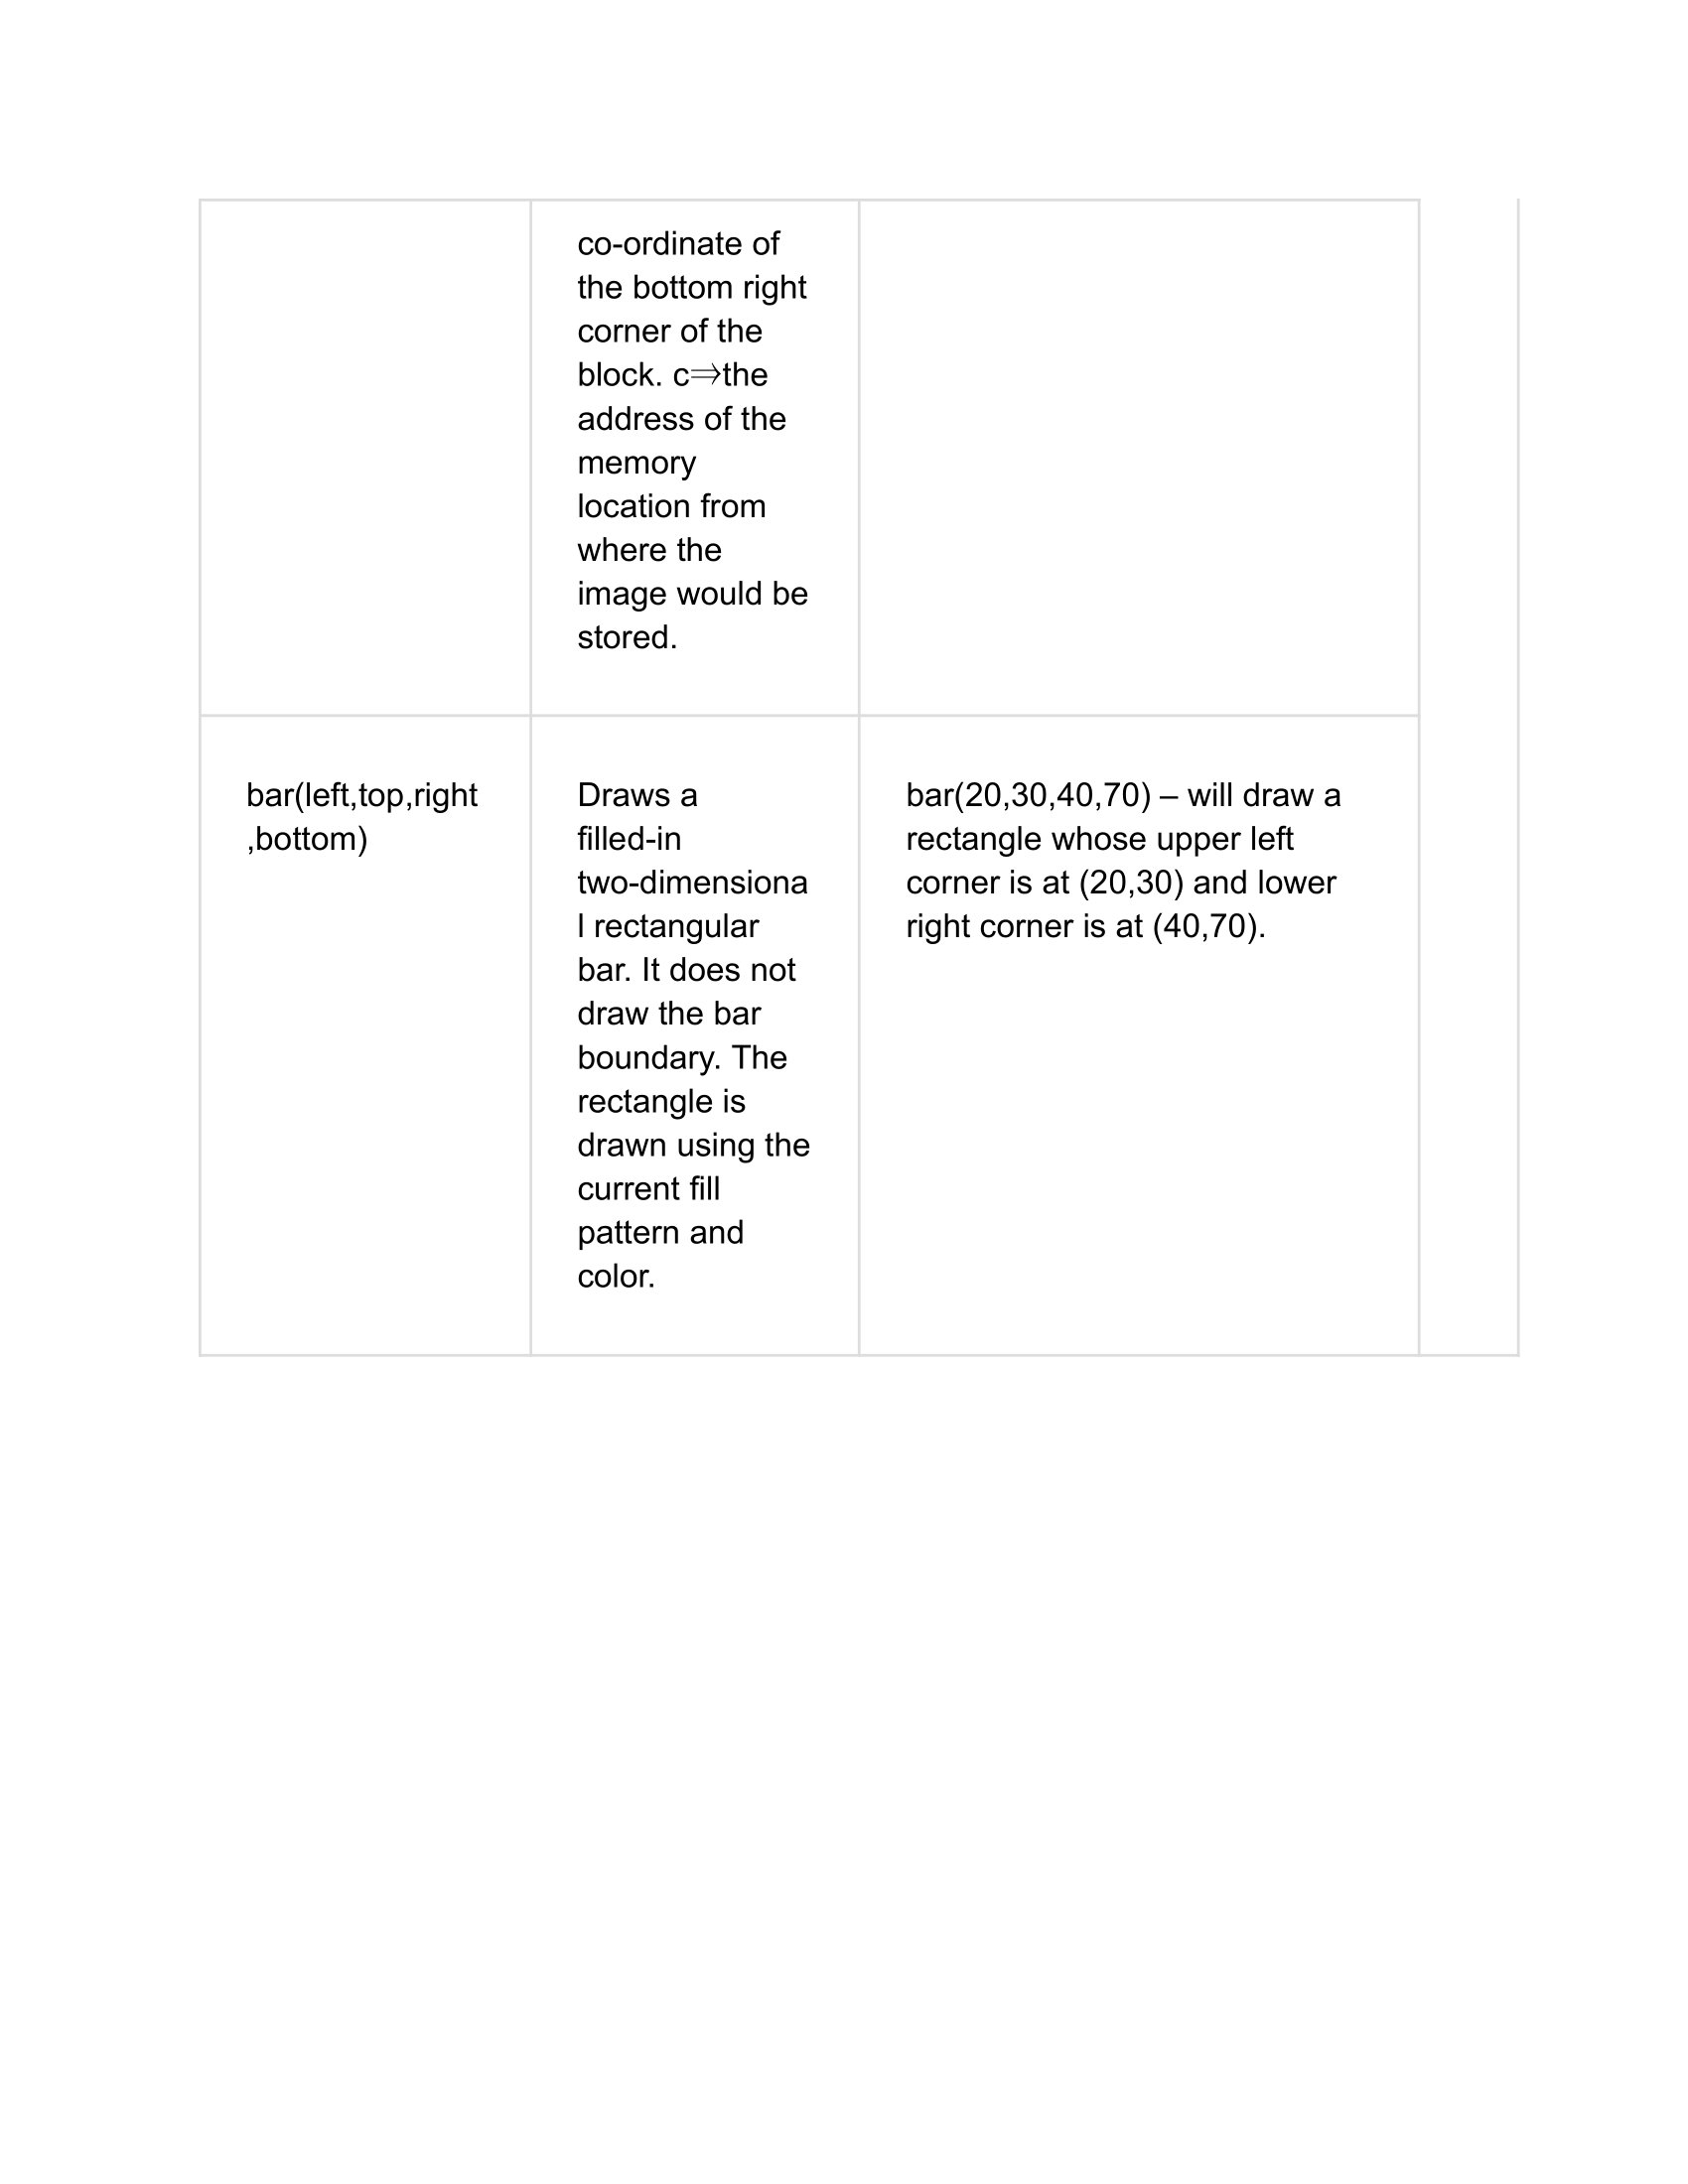 co-ordinate of
the bottom right
corner of the
block. c⇒the
address of the
memory
location from
where the
image would be
stored.
bar(left,top,right
,bottom)
Draws a
filled-in
two-dimensiona
l rectangular
bar. It does not
draw the bar
boundary. The
rectangle is
drawn using the
current fill
pattern and
color.
bar(20,30,40,70) – will draw a
rectangle whose upper left
corner is at (20,30) and lower
right corner is at (40,70).